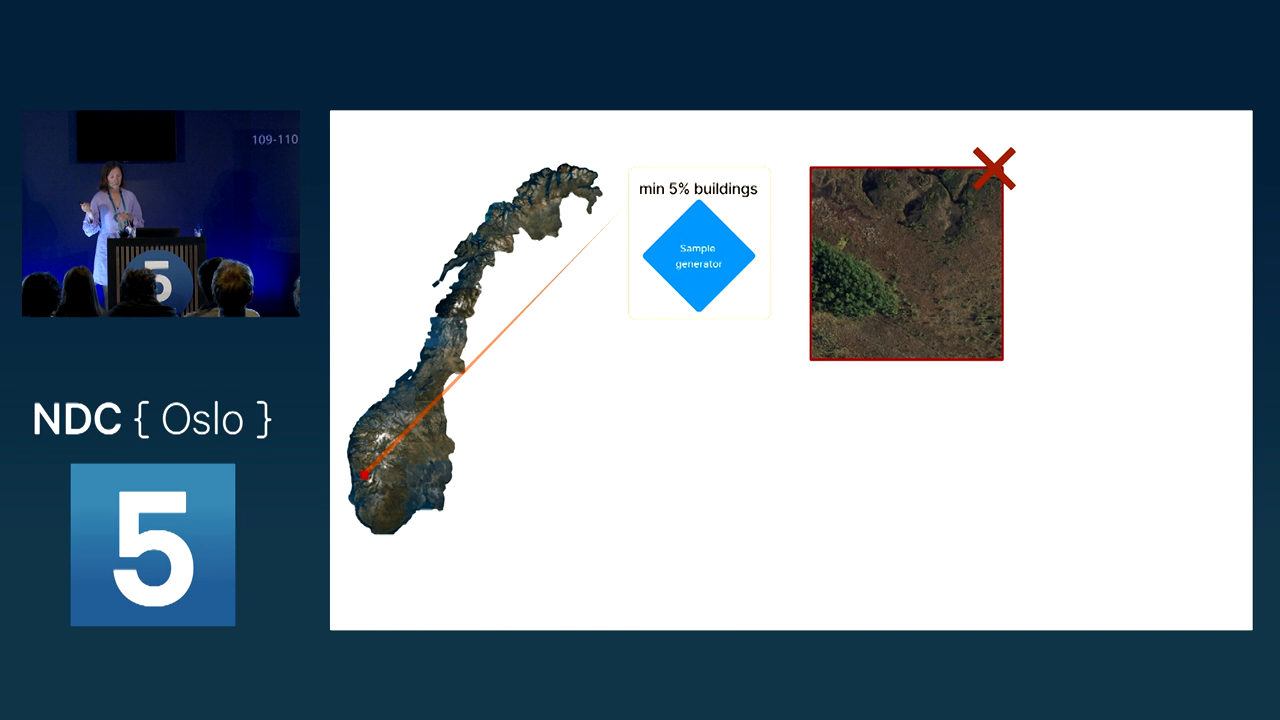 109-110
5
NDC { Oslo }
5
min 5% buildings
Sample
generator